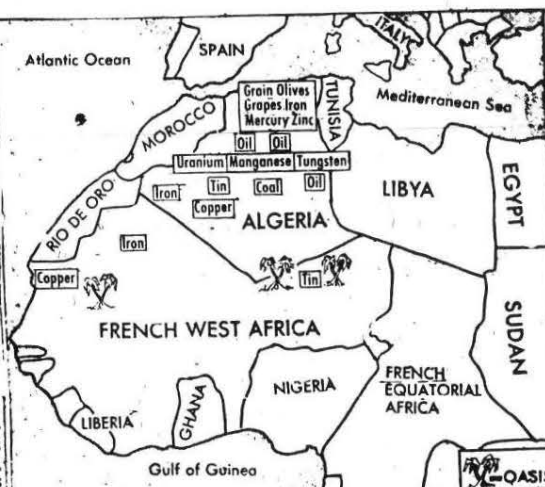 Atlantic Ocean
SPAIN
ITALY
Grain Olives
Grapes Iron
Mercury Zinc
TUNISIA
Mediterranean Sea
MOROCCO
Oil
Oil
Uranium
Manganese
Tungsten
Iron
Tin
Coal
Oil
Copper
LIBYA
EGYPT
RIO DE ORO
ALGERIA
Iron
Copper
Tin
SUDAN
FRENCH WEST AFRICA
FRENCH
EQUATORIAL
AFRICA
NIGERIA
GHANA
LIBERIA
Gulf of Guinea
=OASIS